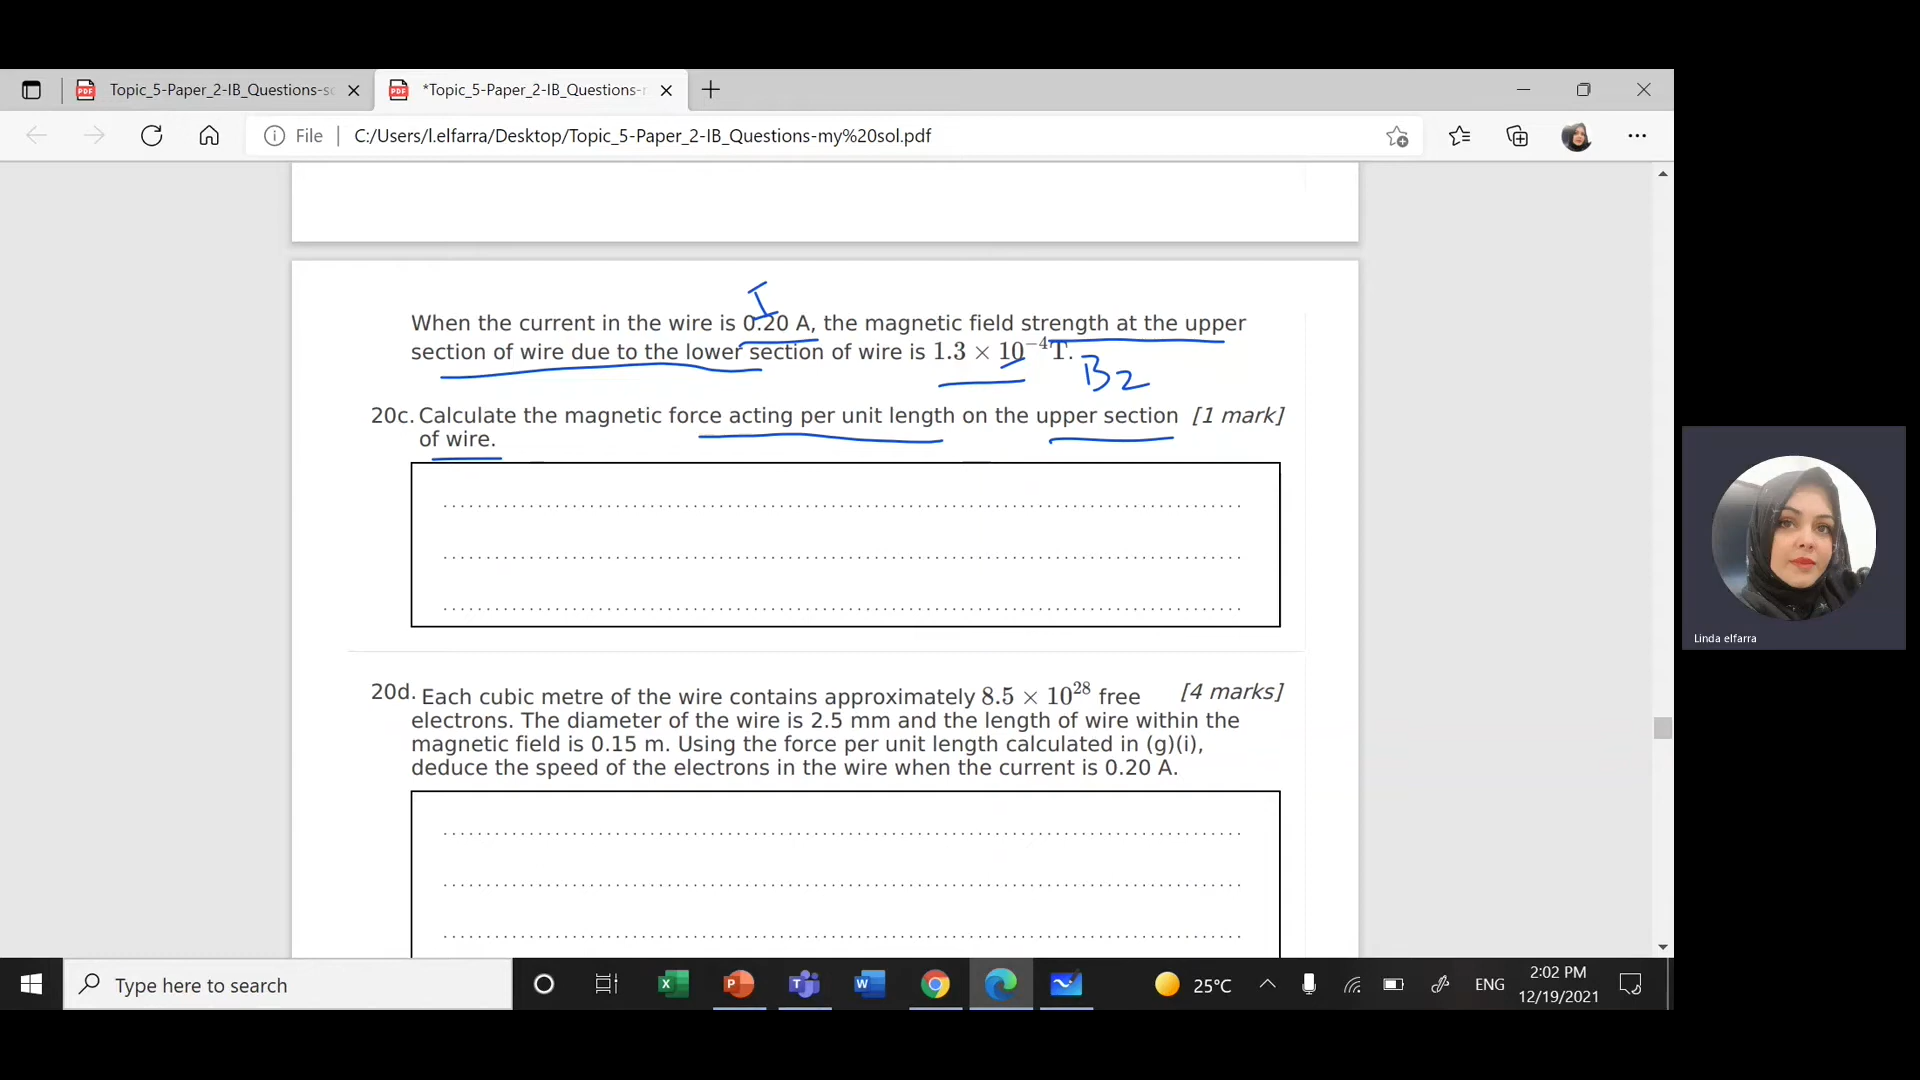 Topic_5-Paper_2-IB_Questions-sc
*Topic_5-Paper_2-IB_Questions-r
File
C:/Users/l.elfarra/Desktop/Topic_5-Paper_2-IB_Questions-my%20sol.pdf
I
When the current in the wire is 0.20 A, the magnetic field strength at the upper
section of wire due to the lower section of wire is 1.3 × 10⁻⁴T.
B2
20c. Calculate the magnetic force acting per unit length on the upper section [1 mark]
of wire.
20d. Each cubic metre of the wire contains approximately 8.5 × 10²⁸ free [4 marks]
electrons. The diameter of the wire is 2.5 mm and the length of wire within the
magnetic field is 0.15 m. Using the force per unit length calculated in (g)(i),
deduce the speed of the electrons in the wire when the current is 0.20 A.
Linda elfarra
Type here to search
25°C
ENG
2:02 PM
12/19/2021